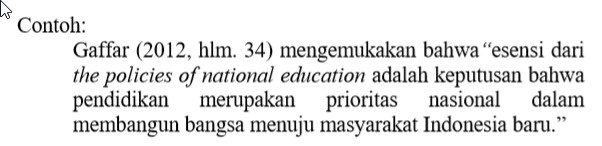 Contoh:
Gaffar (2012, hlm. 34) mengemukakan bahwa “esensi dari
the policies of national education adalah keputusan bahwa
pendidikan merupakan prioritas nasional dalam
membangun bangsa menuju masyarakat Indonesia baru.”